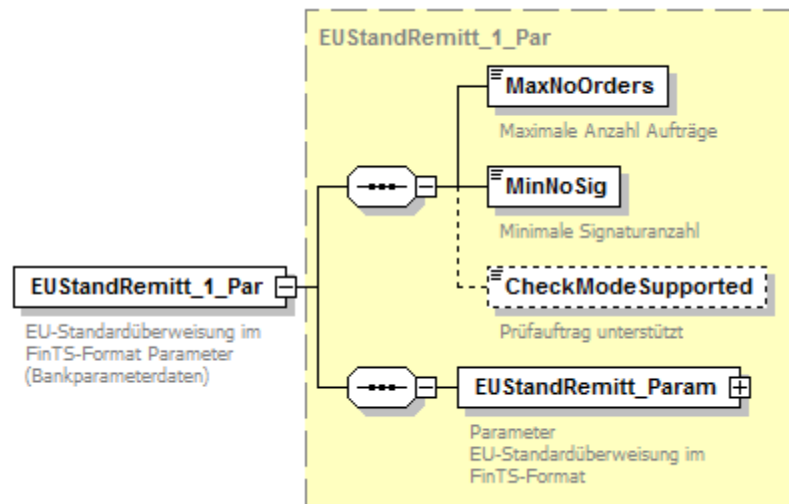 EUStandRemitt_1_Par
MaxNoOrders
Maximale Anzahl Aufträge
MinNoSig
Minimale Signaturanzahl
EUStandRemitt_1_Par
EU-Standardüberweisung im
FinTS-Format Parameter
(Bankparameterdaten)
CheckModeSupported
Prüfauftrag unterstützt
EUStandRemitt_Param
Parameter
EU-Standardüberweisung im
FinTS-Format